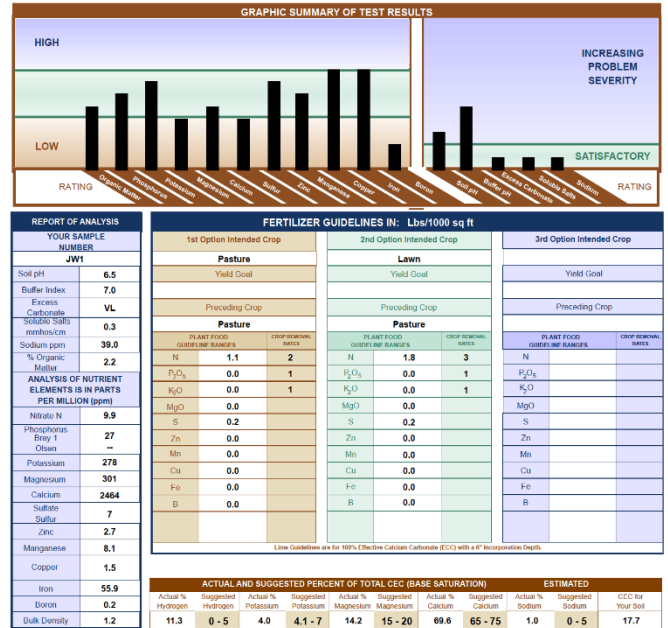 GRAPHIC SUMMARY OF TEST RESULTS
HIGH
LOW
INCREASING
PROBLEM
SEVERITY
SATISFACTORY
RATING Organic Matter Phosphorus Potassium Magnesium Calcium Sulfur Zinc Manganese Copper Iron Boron Soil pH Buffer pH Excess Carbonate Soluble Salts Sodium RATING
REPORT OF ANALYSIS
YOUR SAMPLE
NUMBER
JW1
Soil pH 6.5
Buffer Index 7.0
Excess
Carbonate VL
Soluble Salts
mmhos/cm 0.3
Sodium ppm 39.0
% Organic
Matter 2.2
ANALYSIS OF NUTRIENT
ELEMENTS IS IN PARTS
PER MILLION (ppm)
Nitrate N 9.9
Phosphorus
Bray 1 27
Olsen --
Potassium 278
Magnesium 301
Calcium 2464
Sulfate
Sulfur 7
Zinc 2.7
Manganese 8.1
Copper 1.5
Iron 55.9
Boron 0.2
Bulk Density 1.2
FERTILIZER GUIDELINES IN: Lbs/1000 sq ft
1st Option Intended Crop
Pasture
Yield Goal
Preceding Crop
Pasture
PLANT FOOD
GUIDELINE RANGES
CROP REMOVAL
RATES
N 1.1 2
P2O5 0.0 1
K2O 0.0 1
MgO 0.0
S 0.2
Zn 0.0
Mn 0.0
Cu 0.0
Fe 0.0
B 0.0
2nd Option Intended Crop
Lawn
Yield Goal
Preceding Crop
Pasture
PLANT FOOD
GUIDELINE RANGES
CROP REMOVAL
RATES
N 1.8 3
P2O5 0.0 1
K2O 0.0 1
MgO 0.0
S 0.2
Zn 0.0
Mn 0.0
Cu 0.0
Fe 0.0
B 0.0
3rd Option Intended Crop
Yield Goal
Preceding Crop
PLANT FOOD
GUIDELINE RANGES
CROP REMOVAL
RATES
N
P2O5
K2O
MgO
S
Zn
Mn
Cu
Fe
B
Lime Guidelines are for 100% Effective Calcium Carbonate (ECC) with a 6" Incorporation Depth.
ACTUAL AND SUGGESTED PERCENT OF TOTAL CEC (BASE SATURATION) ESTIMATED
Actual % Suggested Actual % Suggested Actual % Suggested Actual % Suggested Actual % Suggested CEC for
Hydrogen Hydrogen Potassium Potassium Magnesium Magnesium Calcium Calcium Sodium Sodium Your Soil
11.3 0 - 5 4.0 4.1 - 7 14.2 15 - 20 69.6 65 - 75 1.0 0 - 5 17.7